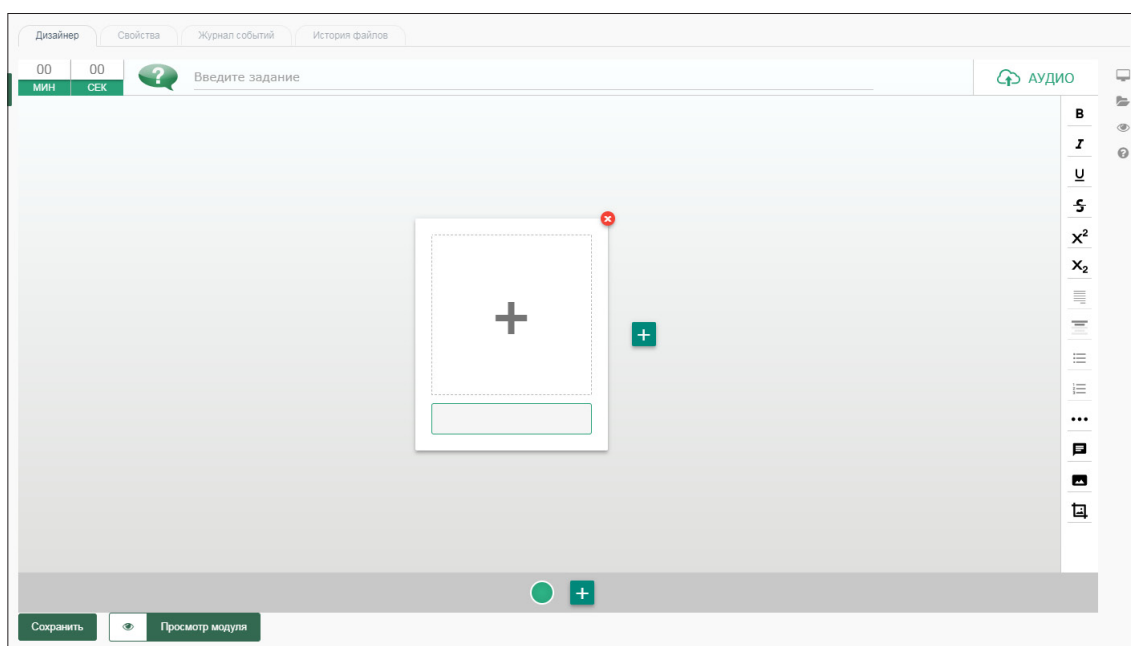 Дизайнер Свойства Журнал событий История файлов
00 00
МИН СЕК
? Введите задание
АУДИО
B
I
U
S
X²
X₂
Сохранить Просмотр модуля